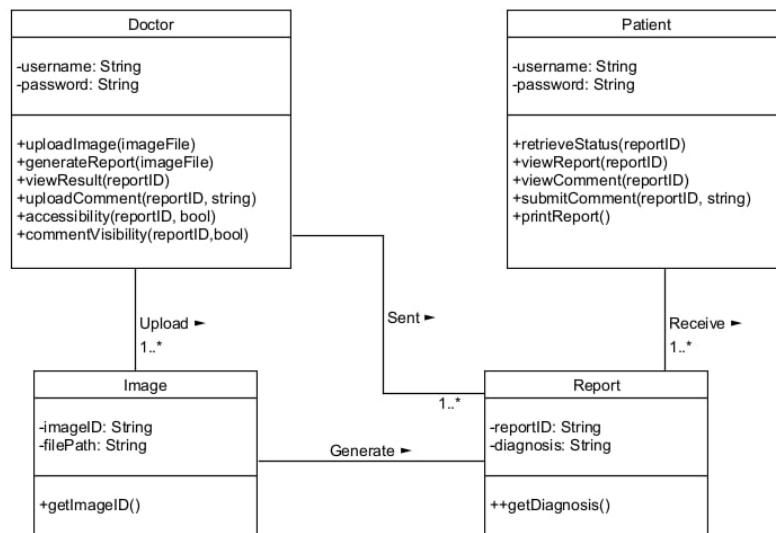 Doctor
-username: String
-password: String
+uploadImage(imageFile)
+generateReport(imageFile)
+viewResult(reportID)
+uploadComment(reportID, string)
+accessibility(reportID, bool)
+commentVisibility(reportID,bool)
Patient
-username: String
-password: String
+retrieveStatus(reportID)
+viewReport(reportID)
+viewComment(reportID)
+submitComment(reportID, string)
+printReport()
Upload ►
1..*
Sent ►
1..*
Receive ►
1..*
Image
-imageID: String
-filePath: String
+getImageID()
Generate ►
Report
-reportID: String
-diagnosis: String
++getDiagnosis()